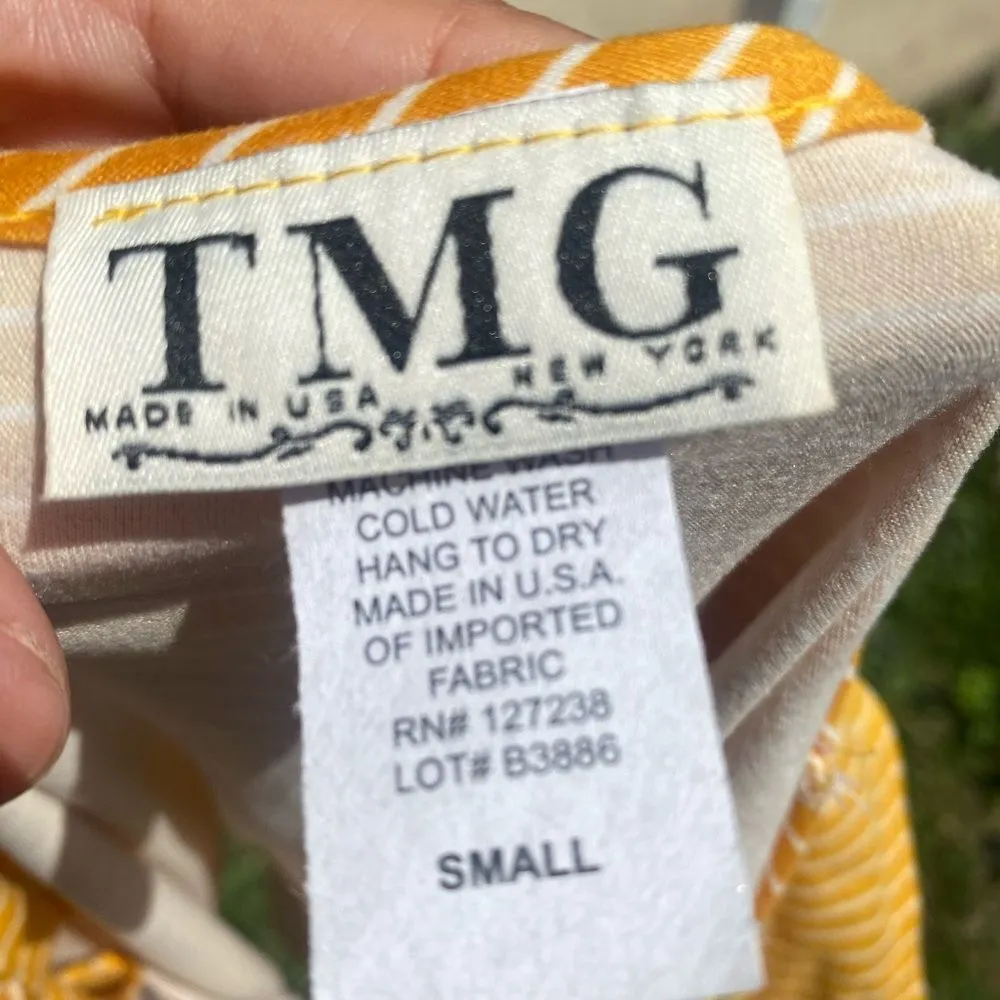 TMG
MADE IN USA NEW YORK
MACHINE WASH
COLD WATER
HANG TO DRY
MADE IN U.S.A.
OF IMPORTED
FABRIC
RN# 127238
LOT# B3886
SMALL